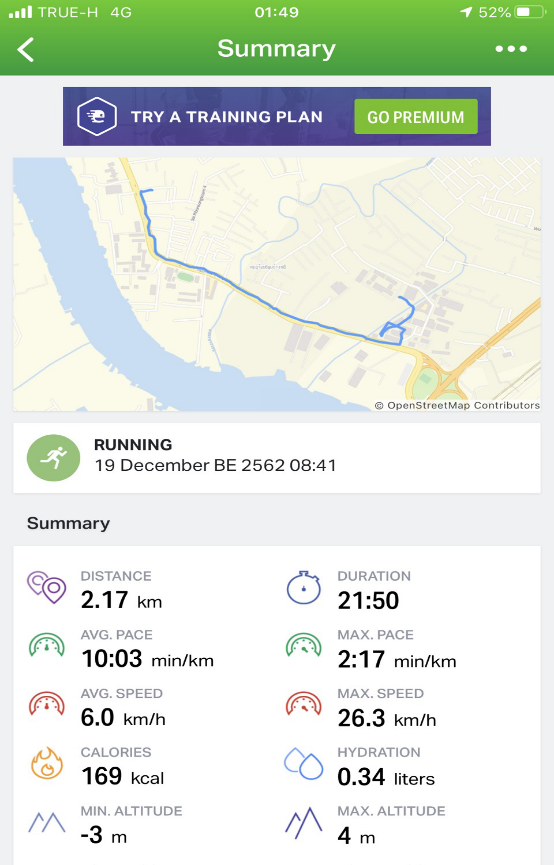 TRUE-H 4G 01:49 52%
Summary
TRY A TRAINING PLAN GO PREMIUM
© OpenStreetMap Contributors
RUNNING
19 December BE 2562 08:41
Summary
DISTANCE DURATION
2.17 km 21:50
AVG. PACE MAX. PACE
10:03 min/km 2:17 min/km
AVG. SPEED MAX. SPEED
6.0 km/h 26.3 km/h
CALORIES HYDRATION
169 kcal 0.34 liters
MIN. ALTITUDE MAX. ALTITUDE
-3 m 4 m